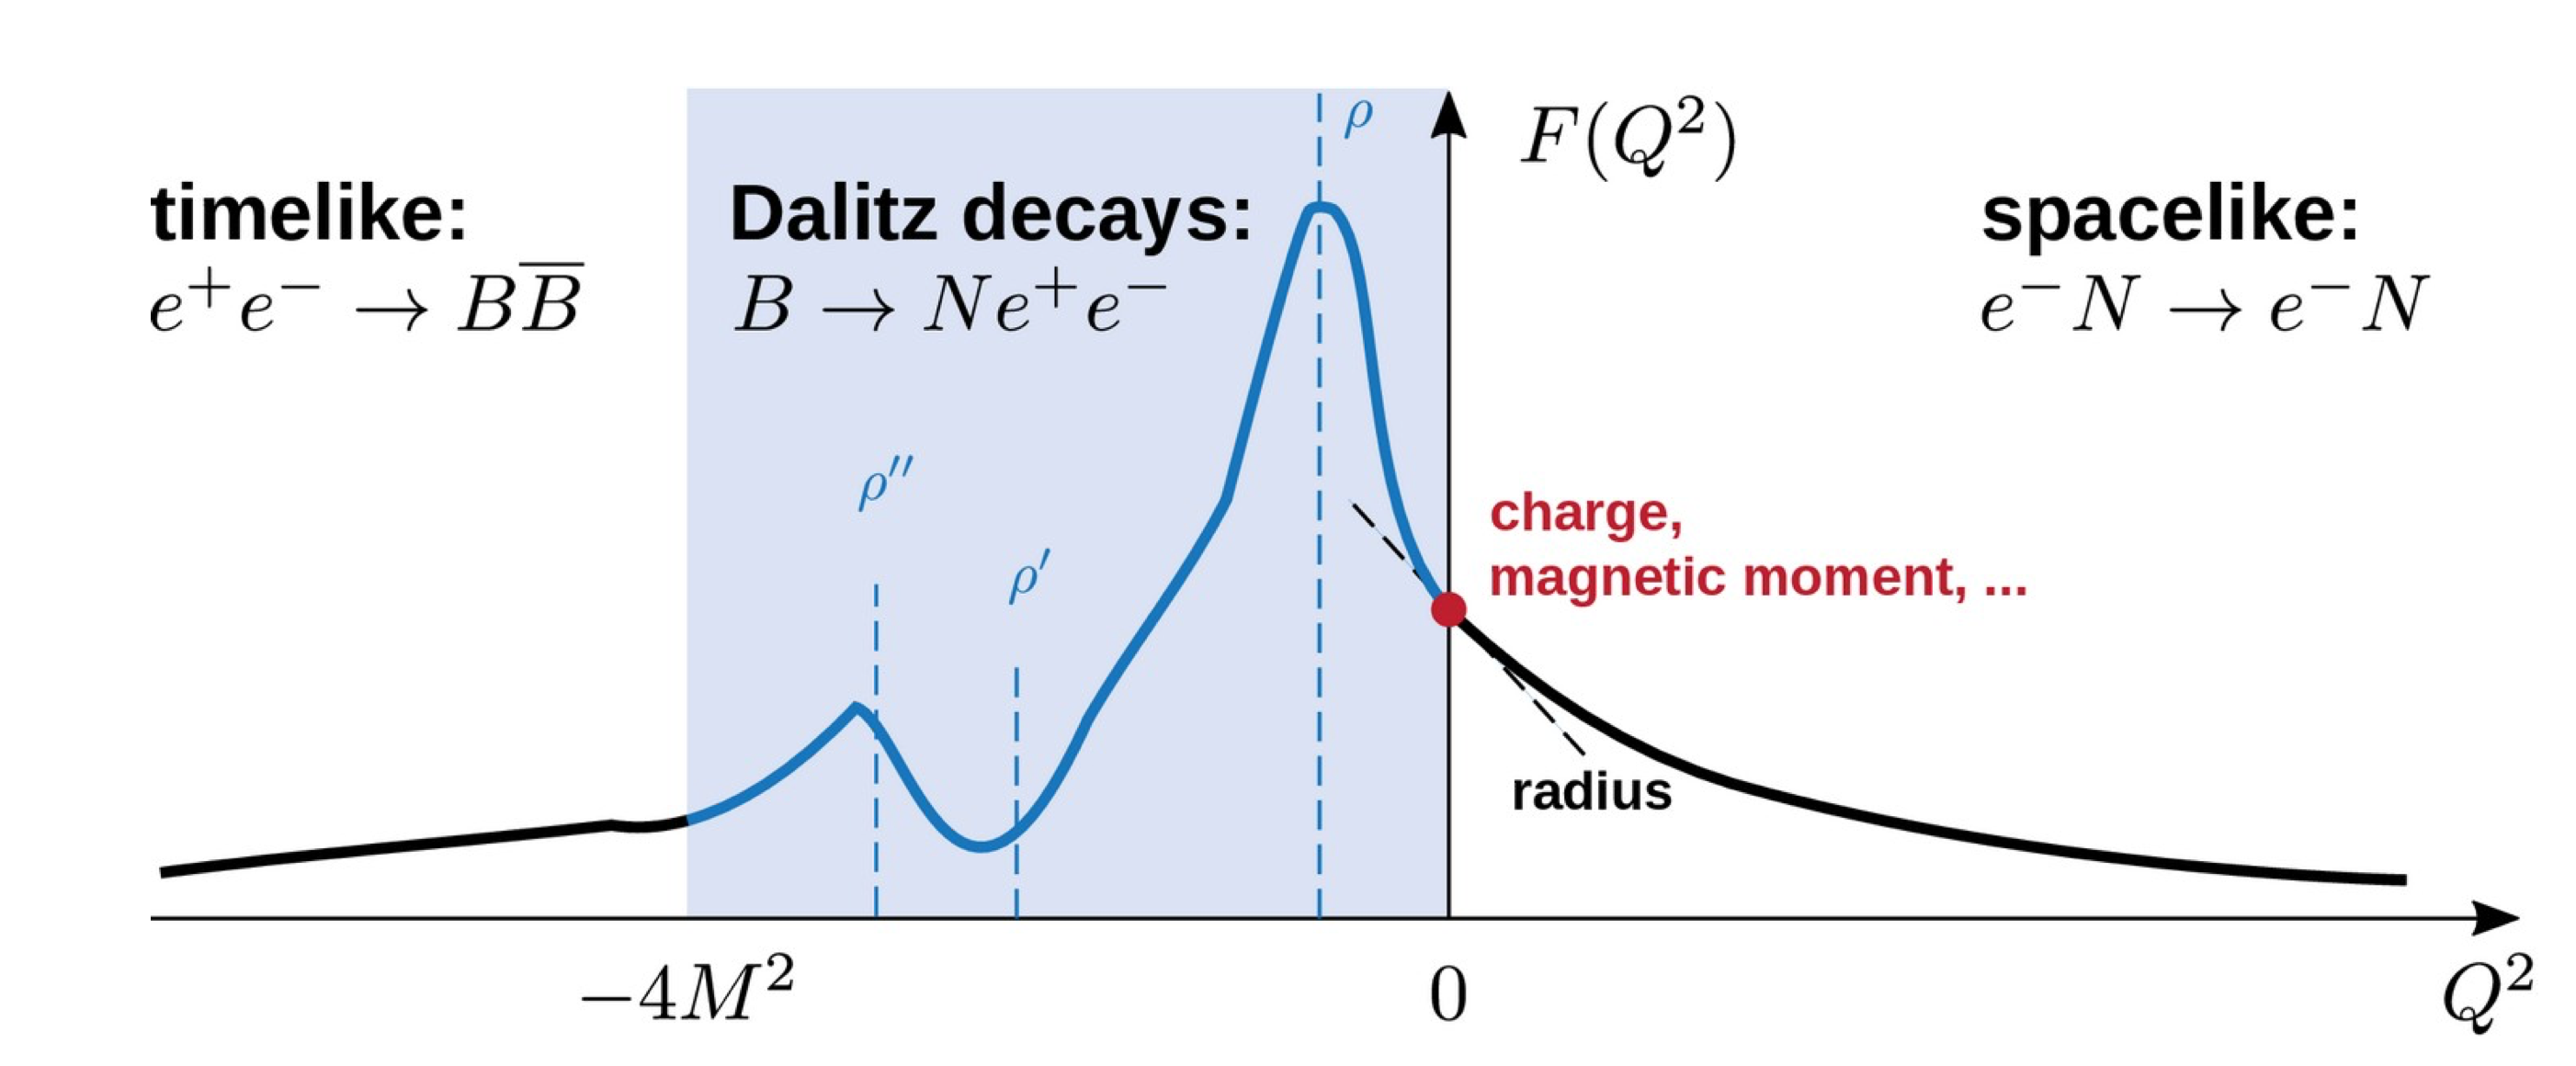 timelike:
e⁺e⁻ → BB̅
Dalitz decays:
B → Ne⁺e⁻
ρ
F(Q²)
spacelike:
e⁻N → e⁻N
ρ″
ρ′
charge,
magnetic moment, ...
radius
−4M²
0
Q²